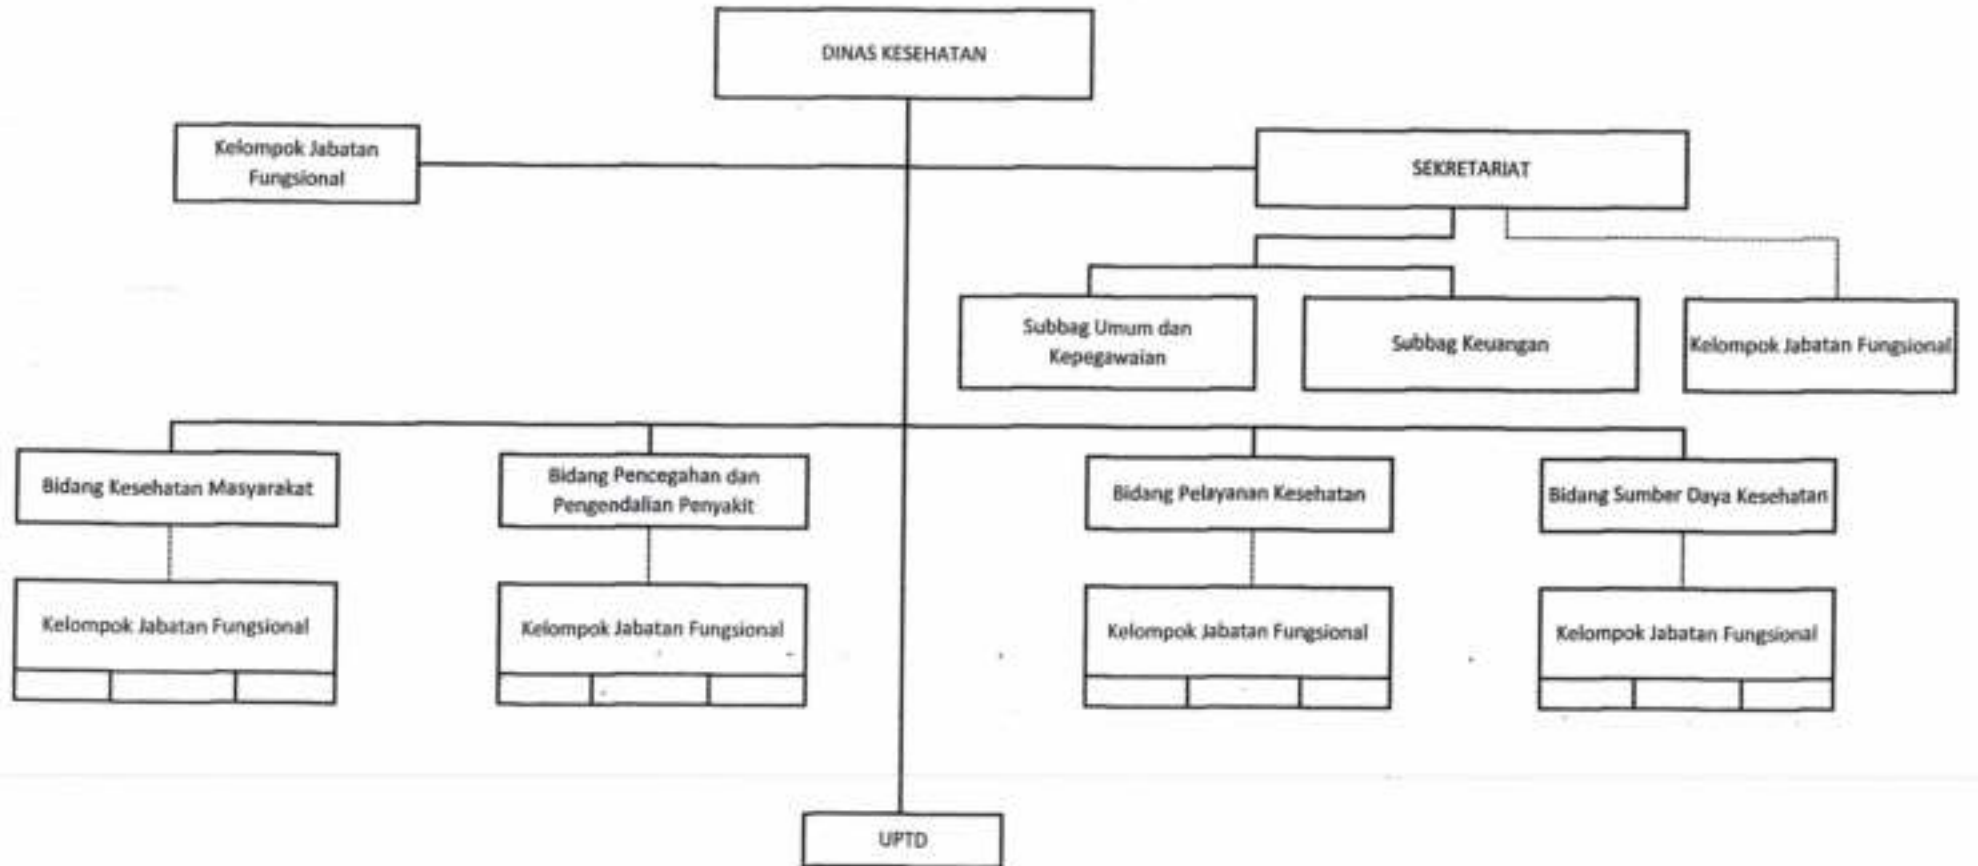 DINAS KESEHATAN
Kelompok Jabatan
Fungsional
SEKRETARIAT
Subbag Umum dan
Kepegawaian
Subbag Keuangan
Kelompok Jabatan Fungsional
Bidang Kesehatan Masyarakat
Bidang Pencegahan dan
Pengendalian Penyakit
Bidang Pelayanan Kesehatan
Bidang Sumber Daya Kesehatan
Kelompok Jabatan Fungsional
Kelompok Jabatan Fungsional
Kelompok Jabatan Fungsional
Kelompok Jabatan Fungsional
UPTD